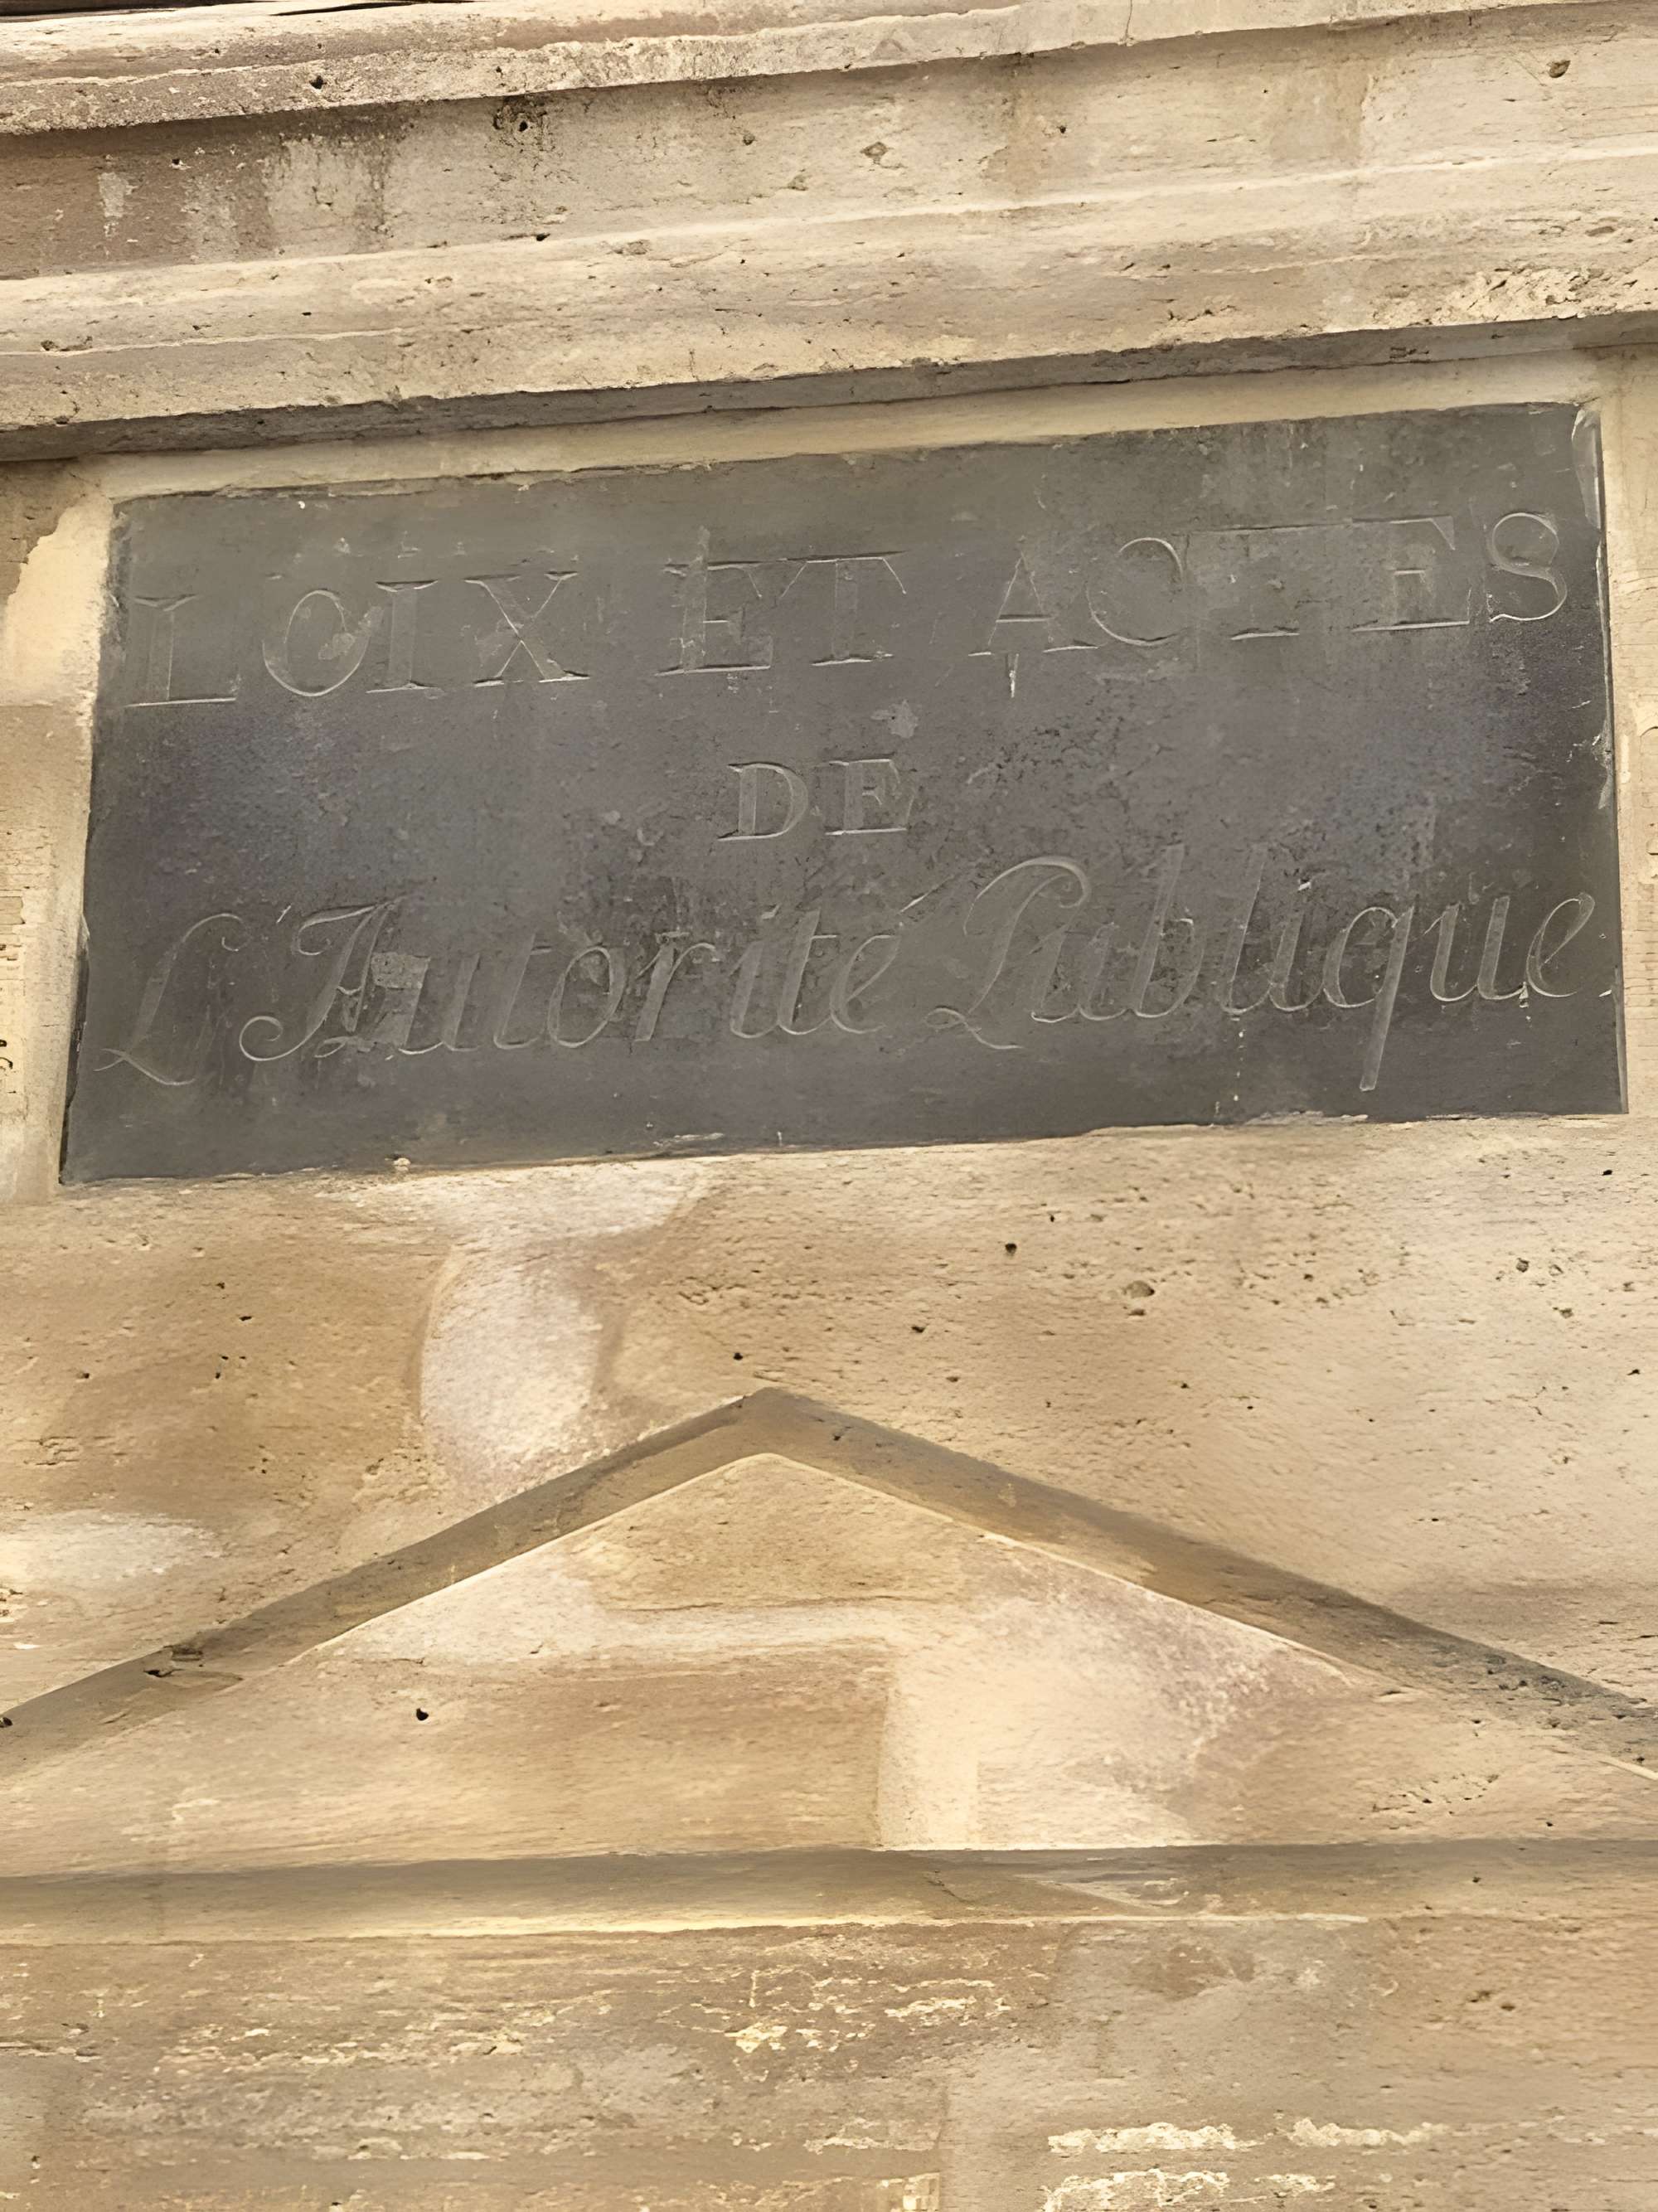 LOIX ET ACTES
DE
L'Autorité Publique.